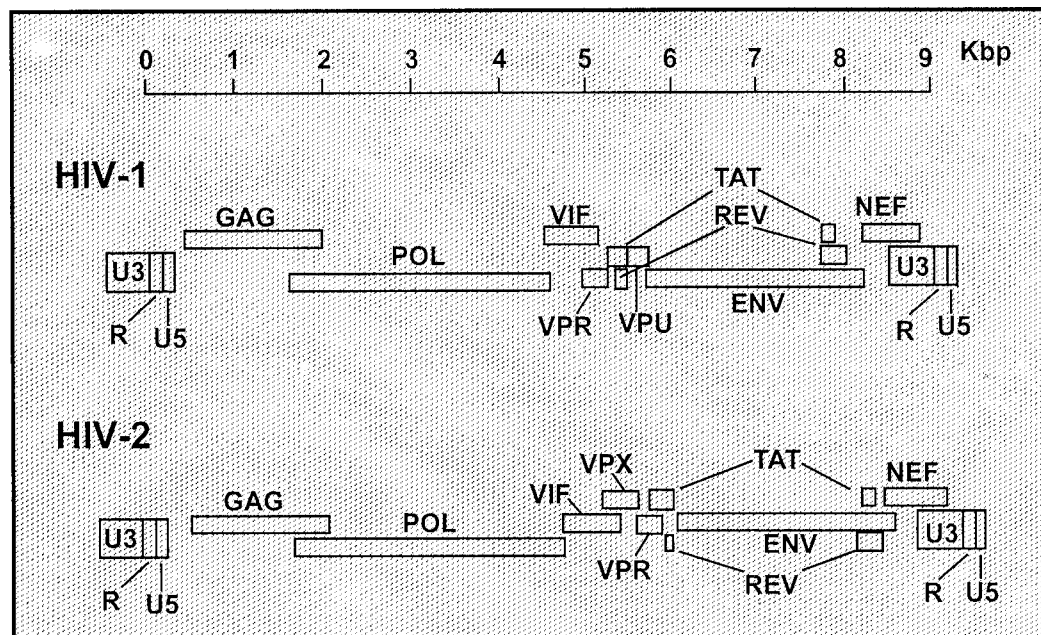 0 1 2 3 4 5 6 7 8 9 Kbp
HIV-1
TAT
GAG VIF REV NEF
U3 POL U3
VPR VPU ENV
R U5 R U5
HIV-2
VPX TAT NEF
GAG VIF
U3 POL ENV U3
VPR REV
R U5 R U5